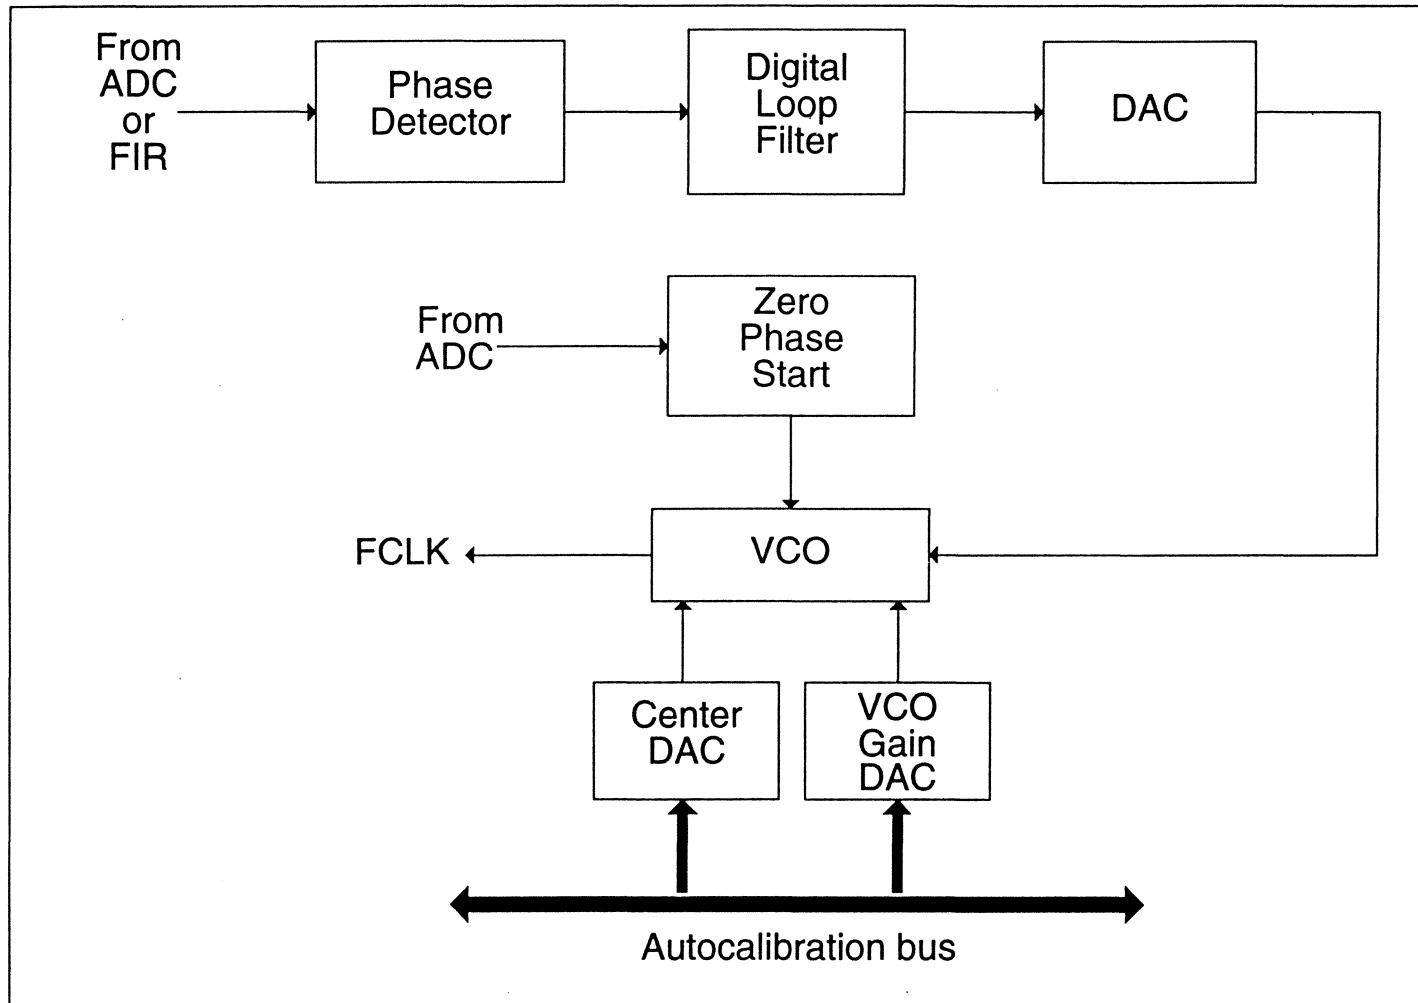 From
ADC
or
FIR
Phase
Detector
Digital
Loop
Filter
DAC
From
ADC
Zero
Phase
Start
FCLK
VCO
Center
DAC
VCO
Gain
DAC
Autocalibration bus